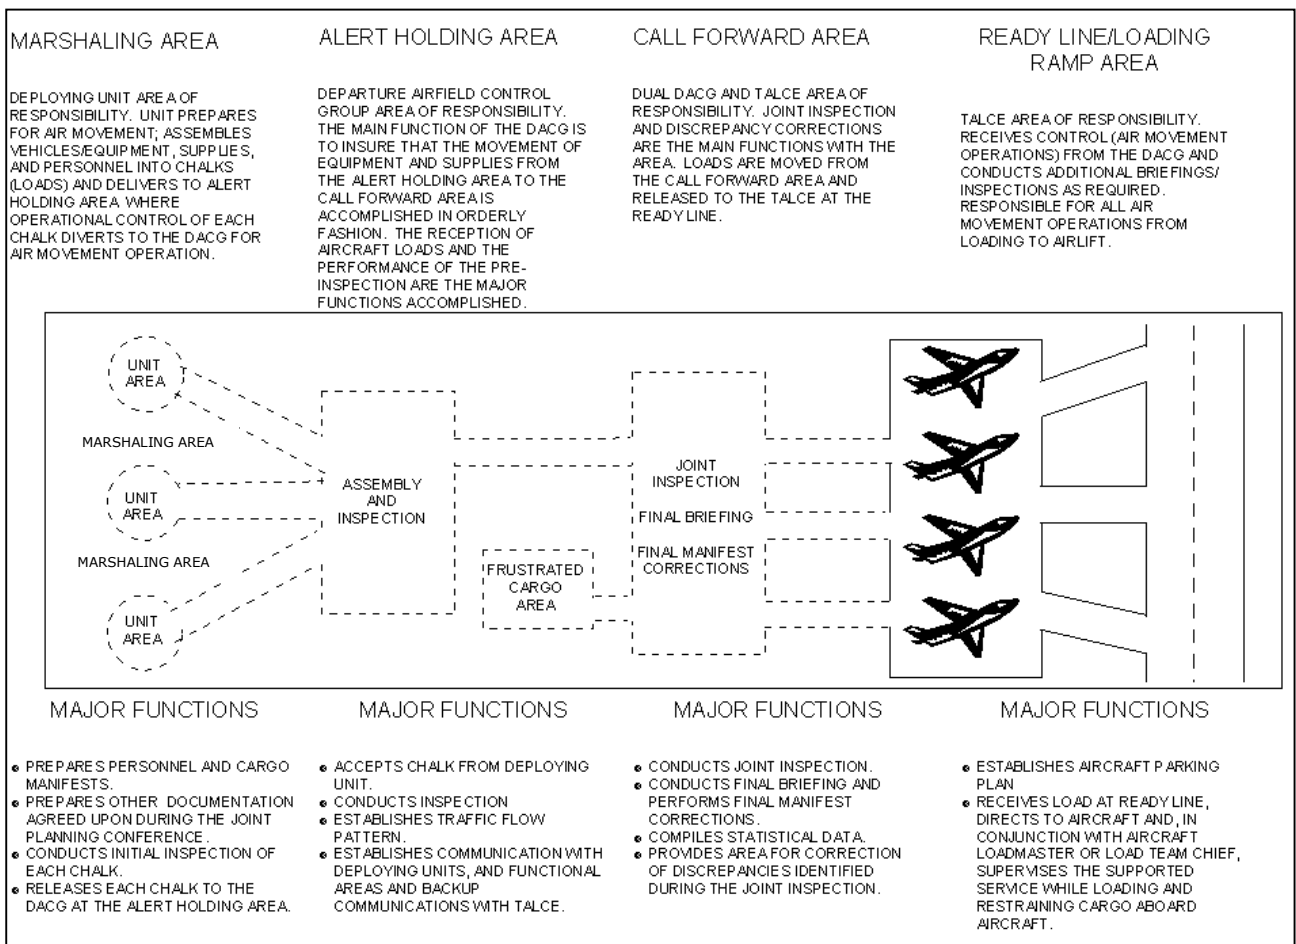 MARSHALING AREA
DEPLOYING UNIT AREA OF
RESPONSIBILITY. UNIT PREPARES
FOR AIR MOVEMENT; ASSEMBLES
VEHICLES/EQUIPMENT, SUPPLIES,
AND PERSONNEL INTO CHALKS
(LOADS) AND DELIVERS TO ALERT
HOLDING AREA WHERE
OPERATIONAL CONTROL OF EACH
CHALK DIVERTS TO THE DACG FOR
AIR MOVEMENT OPERATION.
ALERT HOLDING AREA
DEPARTURE AIRFIELD CONTROL
GROUP AREA OF RESPONSIBILITY.
THE MAIN FUNCTION OF THE DACG IS
TO INSURE THAT THE MOVEMENT OF
EQUIPMENT AND SUPPLIES FROM
THE ALERT HOLDING AREA TO THE
CALL FORWARD AREA IS
ACCOMPLISHED IN ORDERLY
FASHION. THE RECEPTION OF
AIRCRAFT LOADS AND THE
PERFORMANCE OF THE PRE-
INSPECTION ARE THE MAJOR
FUNCTIONS ACCOMPLISHED.
CALL FORWARD AREA
DUAL DACG AND TALCE AREA OF
RESPONSIBILITY. JOINT INSPECTION
AND DISCREPANCY CORRECTIONS
ARE THE MAIN FUNCTIONS WITH THE
AREA. LOADS ARE MOVED FROM
THE CALL FORWARD AREA AND
RELEASED TO THE TALCE AT THE
READY LINE.
READY LINE/LOADING
RAMP AREA
TALCE AREA OF RESPONSIBILITY.
RECEIVES CONTROL (AIR MOVEMENT
OPERATIONS) FROM THE DACG AND
CONDUCTS ADDITIONAL BRIEFINGS/
INSPECTIONS AS REQUIRED.
RESPONSIBLE FOR ALL AIR
MOVEMENT OPERATIONS FROM
LOADING TO AIRLIFT.
UNIT
AREA
MARSHALING AREA
UNIT
AREA
MARSHALING AREA
UNIT
AREA
ASSEMBLY
AND
INSPECTION
FRUSTRATED
CARGO
AREA
JOINT
INSPECTION
FINAL BRIEFING
FINAL MANIFEST
CORRECTIONS
MAJOR FUNCTIONS
• PREPARES PERSONNEL AND CARGO
MANIFESTS.
• PREPARES OTHER DOCUMENTATION
AGREED UPON DURING THE JOINT
PLANNING CONFERENCE.
• CONDUCTS INITIAL INSPECTION OF
EACH CHALK.
• RELEASES EACH CHALK TO THE
DACG AT THE ALERT HOLDING AREA.
MAJOR FUNCTIONS
• ACCEPTS CHALK FROM DEPLOYING
UNIT.
• CONDUCTS INSPECTION
• ESTABLISHES TRAFFIC FLOW
PATTERN.
• ESTABLISHES COMMUNICATION WITH
DEPLOYING UNITS, AND FUNCTIONAL
AREAS AND BACKUP
COMMUNICATIONS WITH TALCE.
MAJOR FUNCTIONS
• CONDUCTS JOINT INSPECTION.
• CONDUCTS FINAL BRIEFING AND
PERFORMS FINAL MANIFEST
CORRECTIONS.
• COMPILES STATISTICAL DATA.
• PROVIDES AREA FOR CORRECTION
OF DISCREPANCIES IDENTIFIED
DURING THE JOINT INSPECTION.
MAJOR FUNCTIONS
• ESTABLISHES AIRCRAFT PARKING
PLAN
• RECEIVES LOAD AT READY LINE,
DIRECTS TO AIRCRAFT AND, IN
CONJUNCTION WITH AIRCRAFT
LOADMASTER OR LOAD TEAM CHIEF,
SUPERVISES THE SUPPORTED
SERVICE WHILE LOADING AND
RESTRAINING CARGO ABOARD
AIRCRAFT.